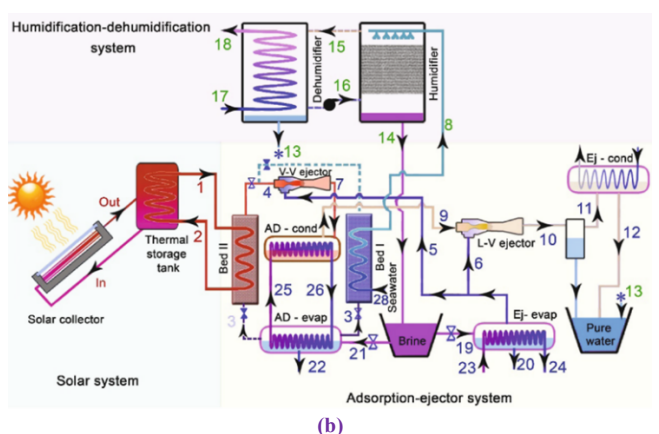 Humidification-dehumidification
system
18
15
17
16
Dehumidifier
Humidifier
14
8
*13
V-V ejector
4
7
Ej - cond
Out
1
2
In
Thermal
storage
tank
Solar collector
Bed II
AD - cond
Bed I
Seawater
28
9
L-V ejector
10
11
12
5
6
25
26
3
3
AD - evap
21
22
Brine
19
Ej- evap
23
20
24
*13
Pure
water
Solar system
Adsorption-ejector system
(b)